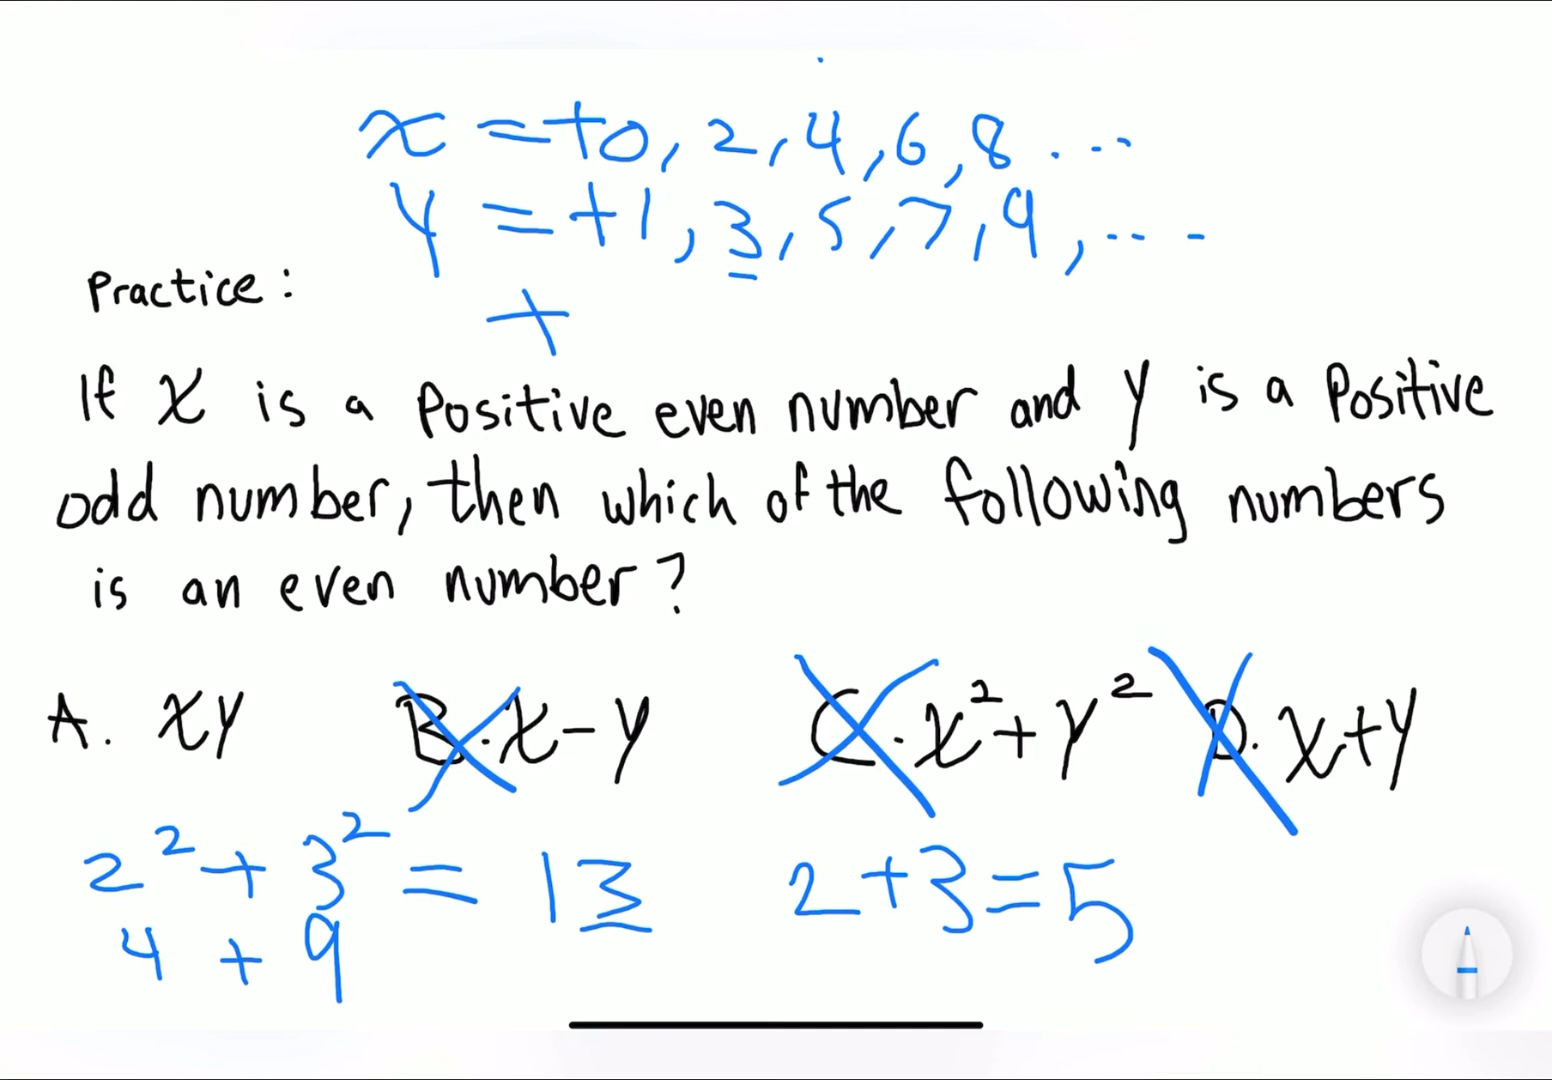 x = +0, 2, 4, 6, 8 ...
y = +1, 3, 5, 7, 9, ...
+
Practice:
If x is a Positive even number and y is a Positive
odd number, then which of the following numbers
is an even number?
A. xy B. x - y C. x² + y² D. x + y
2² + 3² = 13 2 + 3 = 5
4 + 9